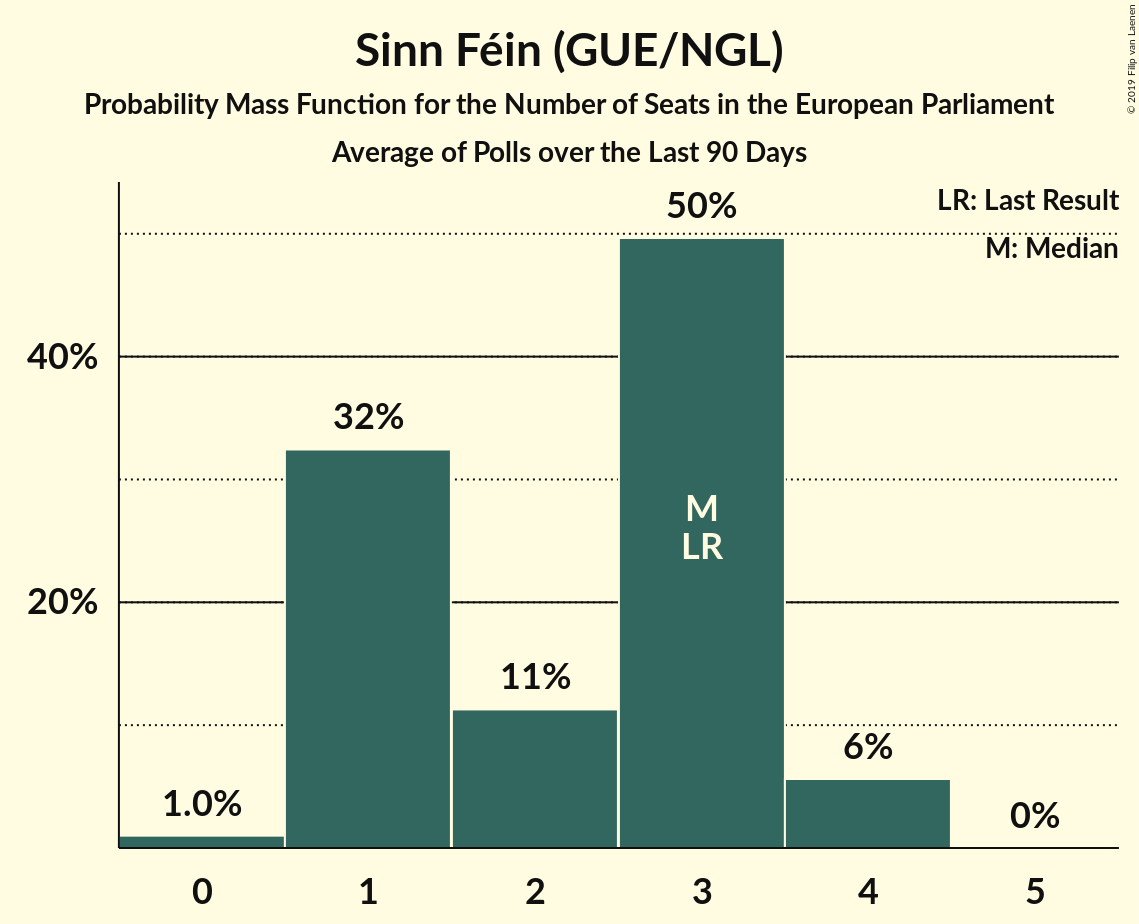 Sinn Féin (GUE/NGL)
Probability Mass Function for the Number of Seats in the European Parliament
Average of Polls over the Last 90 Days
© 2019 Filip van Laenen
LR: Last Result
M: Median
50%
40%
32%
M
LR
20%
11%
6%
1.0%
0%
0 1 2 3 4 5